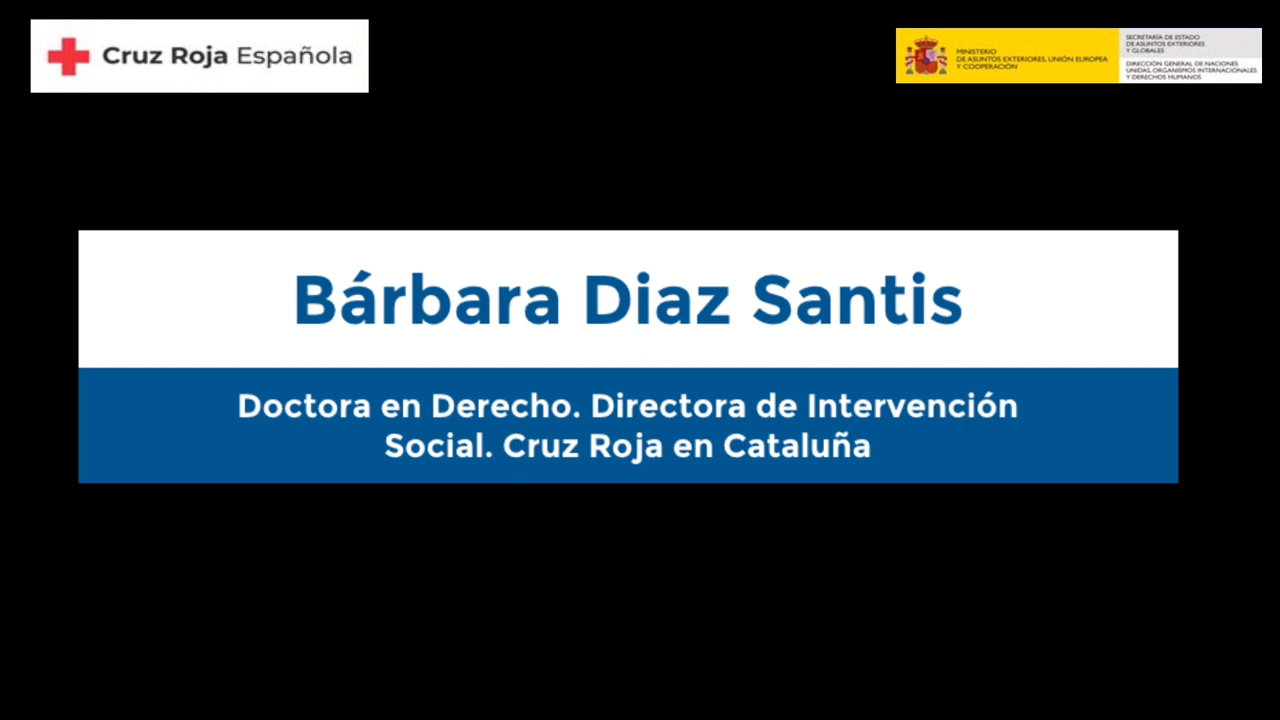 Cruz Roja Española
MINISTERIO
DE ASUNTOS EXTERIORES, UNIÓN EUROPEA
Y COOPERACIÓN
SECRETARÍA DE ESTADO
DE ASUNTOS EXTERIORES
Y GLOBALES
DIRECCIÓN GENERAL DE NACIONES
UNIDAS, ORGANISMOS INTERNACIONALES
Y DERECHOS HUMANOS
Bárbara Diaz Santis
Doctora en Derecho. Directora de Intervención
Social. Cruz Roja en Cataluña